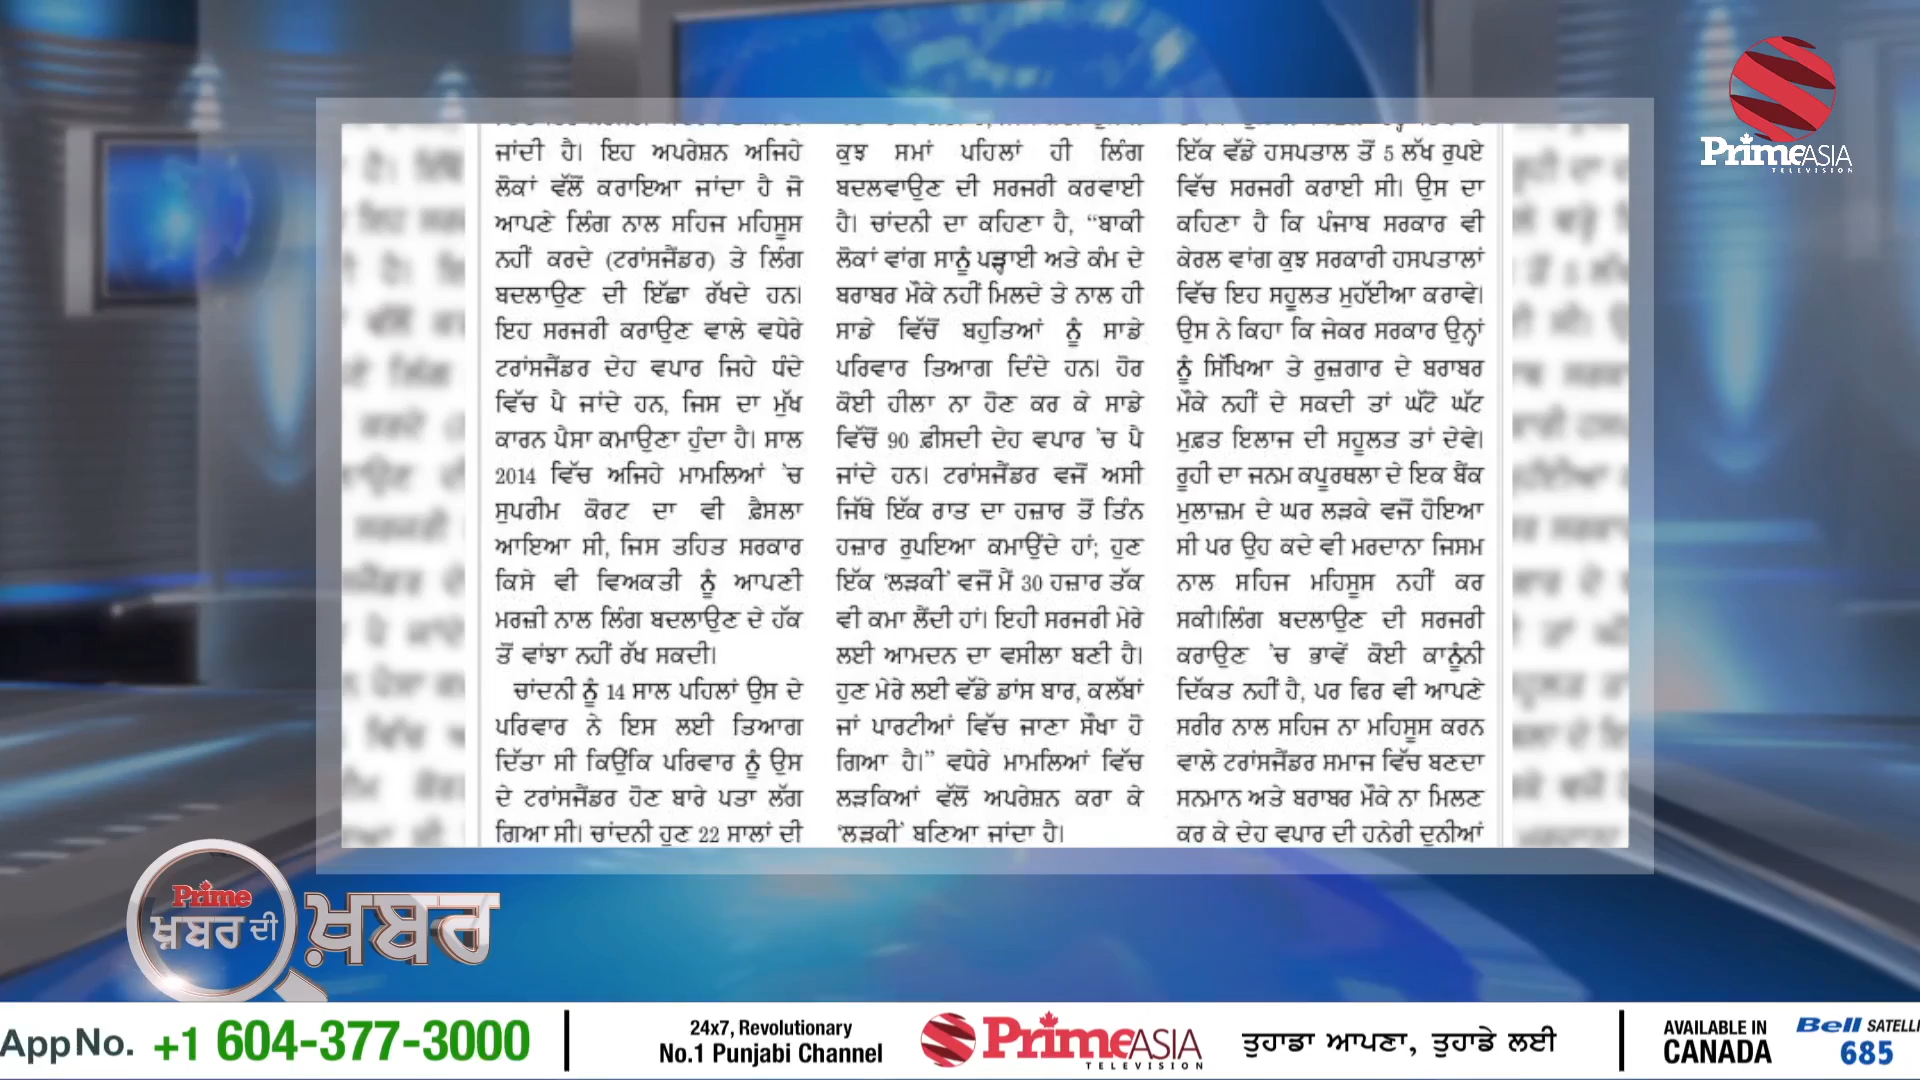 ਜਾਂਦੀ ਹੈ। ਇਹ ਅਪਰੇਸ਼ਨ ਅਜਿਹੇ
ਲੋਕਾਂ ਵੱਲੋਂ ਕਰਾਇਆ ਜਾਂਦਾ ਹੈ ਜੋ
ਆਪਣੇ ਲਿੰਗ ਨਾਲ ਸਹਿਜ ਮਹਿਸੂਸ
ਨਹੀਂ ਕਰਦੇ (ਟਰਾਂਸਜੈਂਡਰ) ਤੇ ਲਿੰਗ
ਬਦਲਾਉਣ ਦੀ ਇੱਛਾ ਰੱਖਦੇ ਹਨ।
ਇਹ ਸਰਜਰੀ ਕਰਾਉਣ ਵਾਲੇ ਵਧੇਰੇ
ਟਰਾਂਸਜੈਂਡਰ ਦੇਹ ਵਪਾਰ ਜਿਹੇ ਧੰਦੇ
ਵਿੱਚ ਪੈ ਜਾਂਦੇ ਹਨ, ਜਿਸ ਦਾ ਮੁੱਖ
ਕਾਰਨ ਪੈਸਾ ਕਮਾਉਣਾ ਹੁੰਦਾ ਹੈ। ਸਾਲ
2014 ਵਿੱਚ ਅਜਿਹੇ ਮਾਮਲਿਆਂ 'ਚ
ਸੁਪਰੀਮ ਕੋਰਟ ਦਾ ਵੀ ਫ਼ੈਸਲਾ
ਆਇਆ ਸੀ, ਜਿਸ ਤਹਿਤ ਸਰਕਾਰ
ਕਿਸੇ ਵੀ ਵਿਅਕਤੀ ਨੂੰ ਆਪਣੀ
ਮਰਜ਼ੀ ਨਾਲ ਲਿੰਗ ਬਦਲਾਉਣ ਦੇ ਹੱਕ
ਤੋਂ ਵਾਂਝਾ ਨਹੀਂ ਰੱਖ ਸਕਦੀ।
ਚਾਂਦਨੀ ਨੂੰ 14 ਸਾਲ ਪਹਿਲਾਂ ਉਸ ਦੇ
ਪਰਿਵਾਰ ਨੇ ਇਸ ਲਈ ਤਿਆਗ
ਦਿੱਤਾ ਸੀ ਕਿਉਂਕਿ ਪਰਿਵਾਰ ਨੂੰ ਉਸ
ਦੇ ਟਰਾਂਸਜੈਂਡਰ ਹੋਣ ਬਾਰੇ ਪਤਾ ਲੱਗ
ਗਿਆ ਸੀ। ਚਾਂਦਨੀ ਹੁਣ 22 ਸਾਲਾਂ ਦੀ
ਕੁਝ ਸਮਾਂ ਪਹਿਲਾਂ ਹੀ ਲਿੰਗ
ਬਦਲਵਾਉਣ ਦੀ ਸਰਜਰੀ ਕਰਵਾਈ
ਹੈ। ਚਾਂਦਨੀ ਦਾ ਕਹਿਣਾ ਹੈ, "ਬਾਕੀ
ਲੋਕਾਂ ਵਾਂਗ ਸਾਨੂੰ ਪੜ੍ਹਾਈ ਅਤੇ ਕੰਮ ਦੇ
ਬਰਾਬਰ ਮੌਕੇ ਨਹੀਂ ਮਿਲਦੇ ਤੇ ਨਾਲ ਹੀ
ਸਾਡੇ ਵਿੱਚੋਂ ਬਹੁਤਿਆਂ ਨੂੰ ਸਾਡੇ
ਪਰਿਵਾਰ ਤਿਆਗ ਦਿੰਦੇ ਹਨ। ਹੋਰ
ਕੋਈ ਹੀਲਾ ਨਾ ਹੋਣ ਕਰ ਕੇ ਸਾਡੇ
ਵਿੱਚੋਂ 90 ਫ਼ੀਸਦੀ ਦੇਹ ਵਪਾਰ 'ਚ ਪੈ
ਜਾਂਦੇ ਹਨ। ਟਰਾਂਸਜੈਂਡਰ ਵਜੋਂ ਅਸੀ
ਜਿੱਥੇ ਇੱਕ ਰਾਤ ਦਾ ਹਜ਼ਾਰ ਤੋਂ ਤਿੰਨ
ਹਜ਼ਾਰ ਰੁਪਇਆ ਕਮਾਉਂਦੇ ਹਾਂ; ਹੁਣ
ਇੱਕ 'ਲੜਕੀ' ਵਜੋਂ ਮੈਂ 30 ਹਜ਼ਾਰ ਤੱਕ
ਵੀ ਕਮਾ ਲੈਂਦੀ ਹਾਂ। ਇਹੀ ਸਰਜਰੀ ਮੇਰੇ
ਲਈ ਆਮਦਨ ਦਾ ਵਸੀਲਾ ਬਣੀ ਹੈ।
ਹੁਣ ਮੇਰੇ ਲਈ ਵੱਡੇ ਡਾਂਸ ਬਾਰ, ਕਲੱਬਾਂ
ਜਾਂ ਪਾਰਟੀਆਂ ਵਿੱਚ ਜਾਣਾ ਸੌਖਾ ਹੋ
ਗਿਆ ਹੈ।" ਵਧੇਰੇ ਮਾਮਲਿਆਂ ਵਿੱਚ
ਲੜਕਿਆਂ ਵੱਲੋਂ ਅਪਰੇਸ਼ਨ ਕਰਾ ਕੇ
'ਲੜਕੀ' ਬਣਿਆ ਜਾਂਦਾ ਹੈ।
ਇੱਕ ਵੱਡੇ ਹਸਪਤਾਲ ਤੋਂ 5 ਲੱਖ ਰੁਪਏ
ਵਿੱਚ ਸਰਜਰੀ ਕਰਾਈ ਸੀ। ਉਸ ਦਾ
ਕਹਿਣਾ ਹੈ ਕਿ ਪੰਜਾਬ ਸਰਕਾਰ ਵੀ
ਕੇਰਲ ਵਾਂਗ ਕੁਝ ਸਰਕਾਰੀ ਹਸਪਤਾਲਾਂ
ਵਿੱਚ ਇਹ ਸਹੂਲਤ ਮੁਹੱਈਆ ਕਰਾਵੇ।
ਉਸ ਨੇ ਕਿਹਾ ਕਿ ਜੇਕਰ ਸਰਕਾਰ ਉਨ੍ਹਾਂ
ਨੂੰ ਸਿੱਖਿਆ ਤੇ ਰੁਜ਼ਗਾਰ ਦੇ ਬਰਾਬਰ
ਮੌਕੇ ਨਹੀਂ ਦੇ ਸਕਦੀ ਤਾਂ ਘੱਟੋ ਘੱਟ
ਮੁਫ਼ਤ ਇਲਾਜ ਦੀ ਸਹੂਲਤ ਤਾਂ ਦੇਵੇ।
ਰੂਹੀ ਦਾ ਜਨਮ ਕਪੂਰਥਲਾ ਦੇ ਇਕ ਬੈਂਕ
ਮੁਲਾਜ਼ਮ ਦੇ ਘਰ ਲੜਕੇ ਵਜੋਂ ਹੋਇਆ
ਸੀ ਪਰ ਉਹ ਕਦੇ ਵੀ ਮਰਦਾਨਾ ਜਿਸਮ
ਨਾਲ ਸਹਿਜ ਮਹਿਸੂਸ ਨਹੀਂ ਕਰ
ਸਕੀ।ਲਿੰਗ ਬਦਲਾਉਣ ਦੀ ਸਰਜਰੀ
ਕਰਾਉਣ 'ਚ ਭਾਵੇਂ ਕੋਈ ਕਾਨੂੰਨੀ
ਦਿੱਕਤ ਨਹੀਂ ਹੈ, ਪਰ ਫਿਰ ਵੀ ਆਪਣੇ
ਸਰੀਰ ਨਾਲ ਸਹਿਜ ਨਾ ਮਹਿਸੂਸ ਕਰਨ
ਵਾਲੇ ਟਰਾਂਸਜੈਂਡਰ ਸਮਾਜ ਵਿੱਚ ਬਣਦਾ
ਸਨਮਾਨ ਅਤੇ ਬਰਾਬਰ ਮੌਕੇ ਨਾ ਮਿਲਣ
ਕਰ ਕੇ ਦੇਹ ਵਪਾਰ ਦੀ ਹਨੇਰੀ ਦੁਨੀਆਂ
PrimeASIA
TELEVISION
Prime
ਖ਼ਬਰ ਦੀ
ਖ਼ਬਰ
App No. +1 604-377-3000
24x7, Revolutionary
No.1 Punjabi Channel
PrimeASIA
TELEVISION
ਤੁਹਾਡਾ ਆਪਣਾ, ਤੁਹਾਡੇ ਲਈ
AVAILABLE IN
CANADA
Bell
685